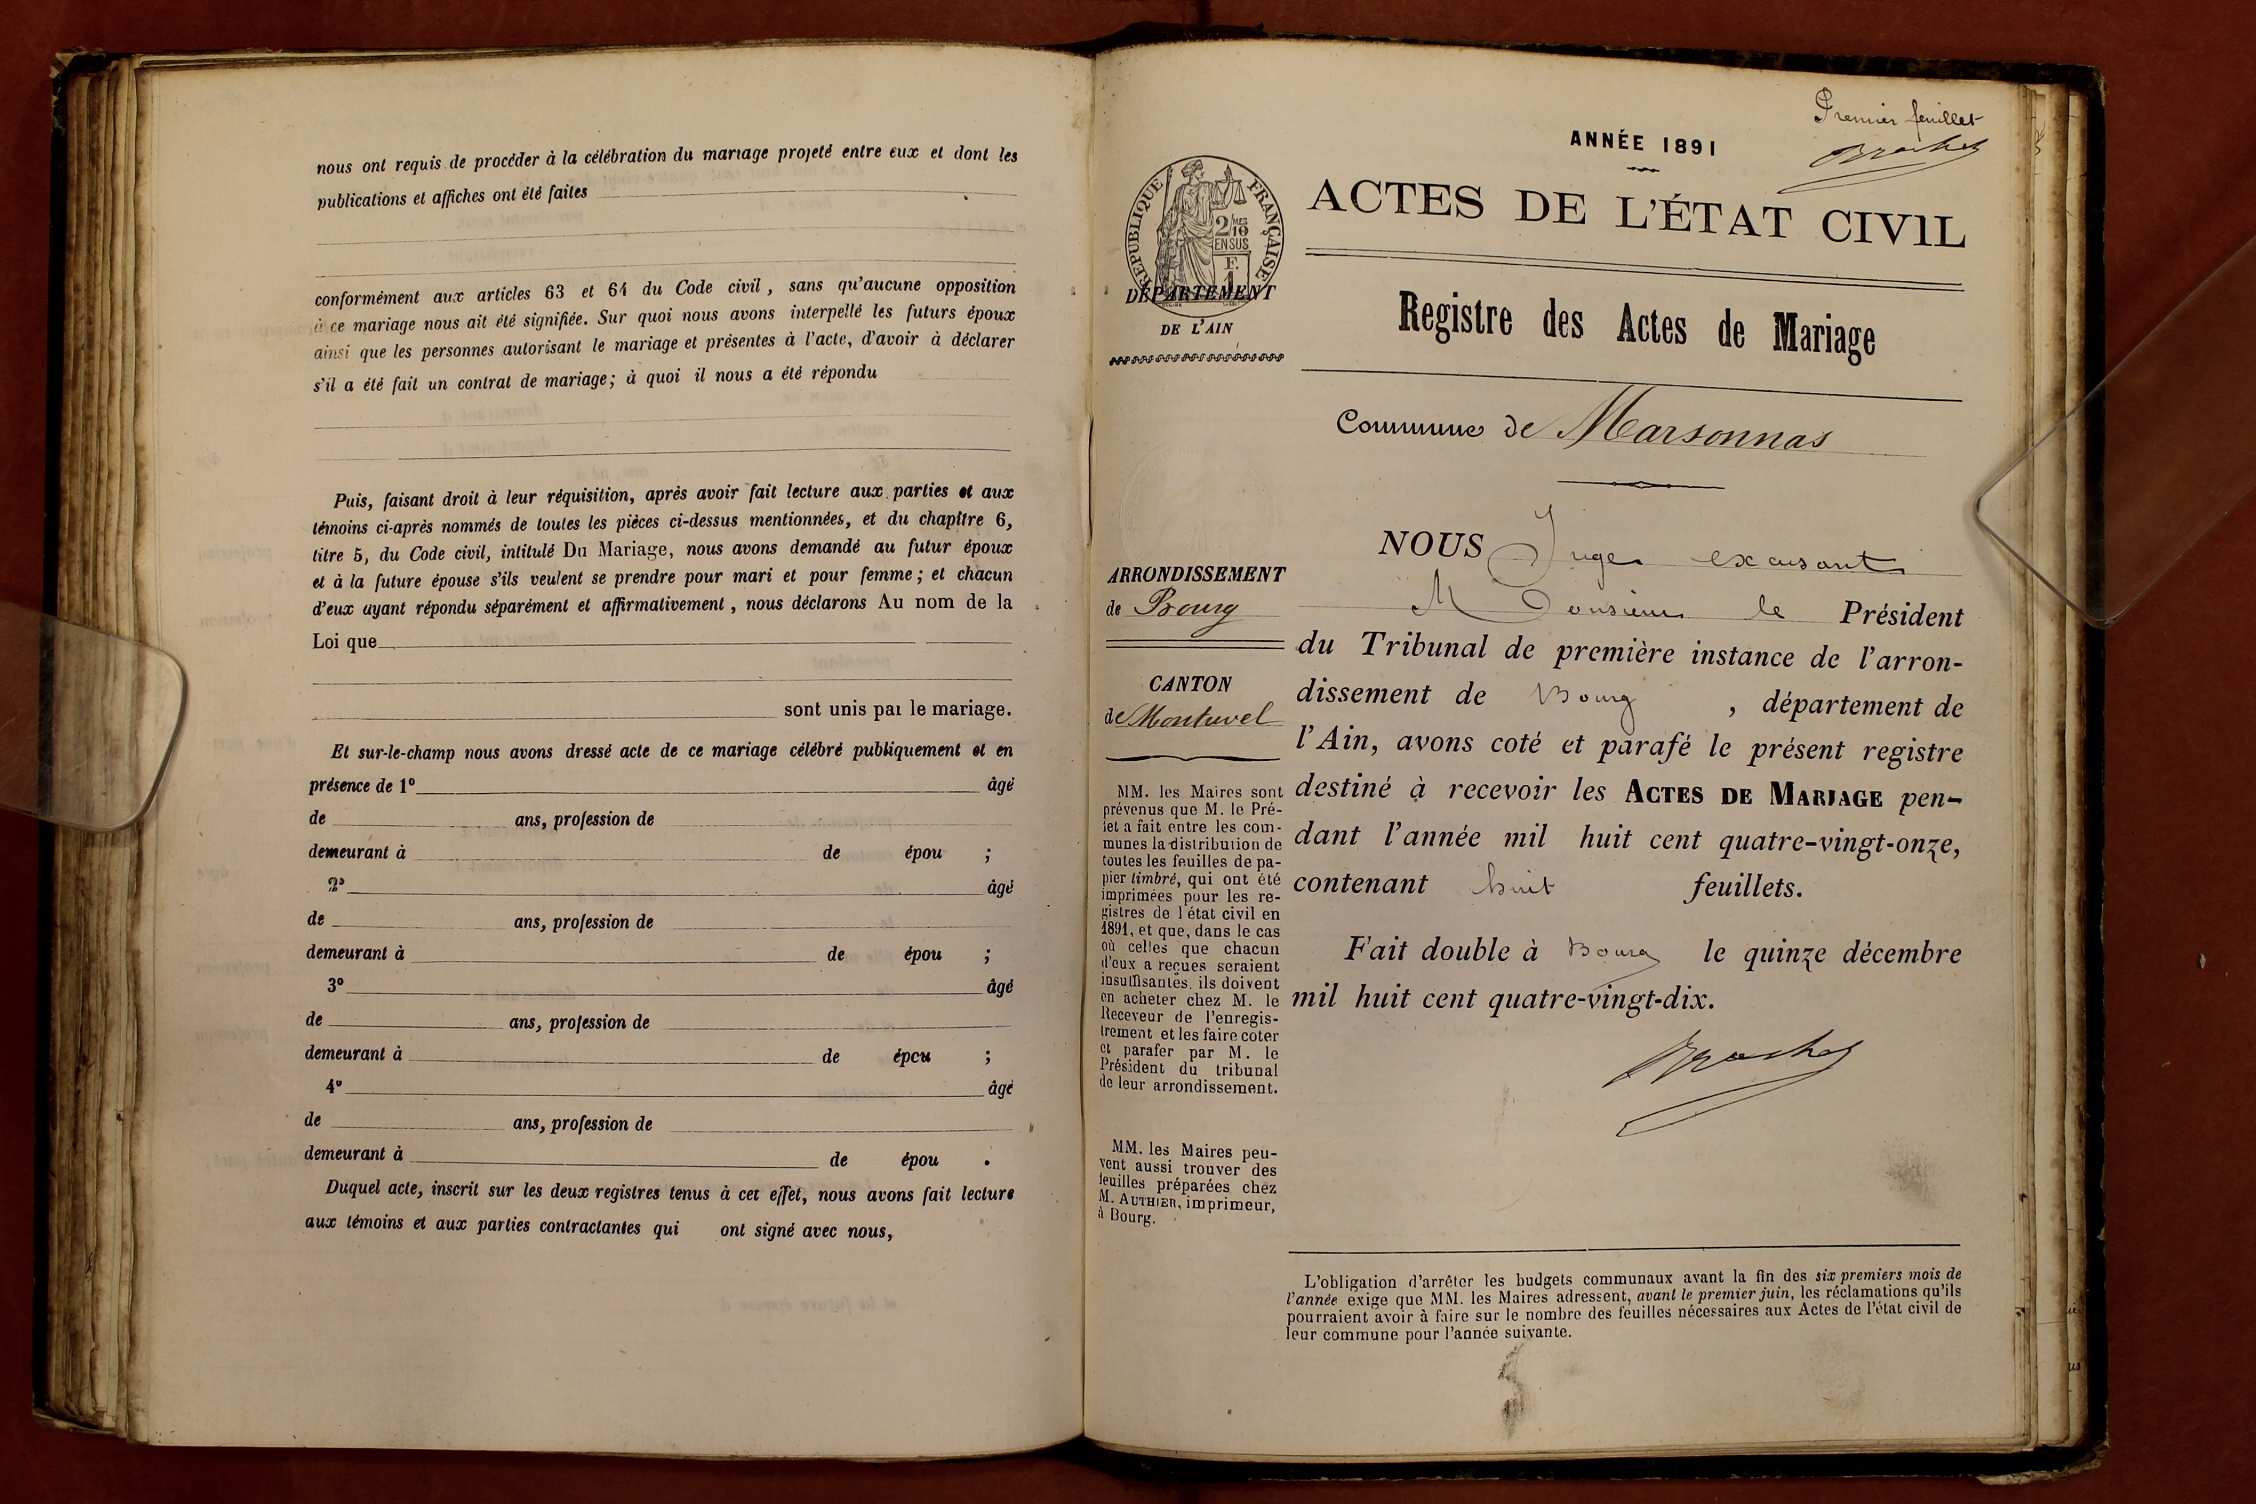 nous ont requis de procéder à la célébration du mariage projeté entre eux et dont les
publications et affiches ont été faites
conformément aux articles 63 et 64 du Code civil, sans qu'aucune opposition
à ce mariage nous ait été signifiée. Sur quoi nous avons interpellé les futurs époux
ainsi que les personnes autorisant le mariage et présentes à l'acte, d'avoir à déclarer
s'il a été fait un contrat de mariage; à quoi il nous a été répondu
Puis, faisant droit à leur réquisition, après avoir fait lecture aux parties et aux
témoins ci-après nommés de toutes les pièces ci-dessus mentionnées, et du chapitre 6,
titre 5, du Code civil, intitulé Du Mariage, nous avons demandé au futur époux
et à la future épouse s'ils veulent se prendre pour mari et pour femme; et chacun
d'eux ayant répondu séparément et affirmativement, nous déclarons Au nom de la
Loi que
sont unis par le mariage.
Et sur-le-champ nous avons dressé acte de ce mariage célébré publiquement et en
présence de 1° âgé
de ans, profession de
demeurant à de épou ;
2° âgé
de ans, profession de
demeurant à de épou ;
3° âgé
de ans, profession de
demeurant à de épou ;
4° âgé
de ans, profession de
demeurant à de épou .
Duquel acte, inscrit sur les deux registres tenus à cet effet, nous avons fait lecture
aux témoins et aux parties contractantes qui ont signé avec nous,
Premier feuillet
ANNÉE 1891
ACTES DE L'ÉTAT CIVIL
RÉPUBLIQUE FRANÇAISE
2/10 EN SUS
F. 1
DÉPARTEMENT
DE L'AIN
Registre des Actes de Mariage
Commune de Marsonnas
ARRONDISSEMENT
de Bourg
CANTON
de Montrevel
MM. les Maires sont
prévenus que M. le Pré-
fet a fait entre les com-
munes la distribution de
toutes les feuilles de pa-
pier timbré, qui ont été
imprimées pour les re-
gistres de l'état civil en
1891, et que, dans le cas
où celles que chacun
d'eux a reçues seraient
insuffisantes, ils doivent
en acheter chez M. le
Receveur de l'enregis-
trement et les faire coter
et parafer par M. le
Président du tribunal
de leur arrondissement.
MM. les Maires peu-
vent aussi trouver des
feuilles préparées chez
M. AUTHIER, imprimeur,
à Bourg.
NOUS Juge excusant
Monsieur le Président
du Tribunal de première instance de l'arron-
dissement de Bourg, département de
l'Ain, avons coté et parafé le présent registre
destiné à recevoir les ACTES DE MARIAGE pen-
dant l'année mil huit cent quatre-vingt-onze,
contenant huit feuillets.
Fait double à Bourg le quinze décembre
mil huit cent quatre-vingt-dix.
L'obligation d'arrêter les budgets communaux avant la fin des six premiers mois de
l'année exige que MM. les Maires adressent, avant le premier juin, les réclamations qu'ils
pourraient avoir à faire sur le nombre des feuilles nécessaires aux Actes de l'état civil de
leur commune pour l'année suivante.